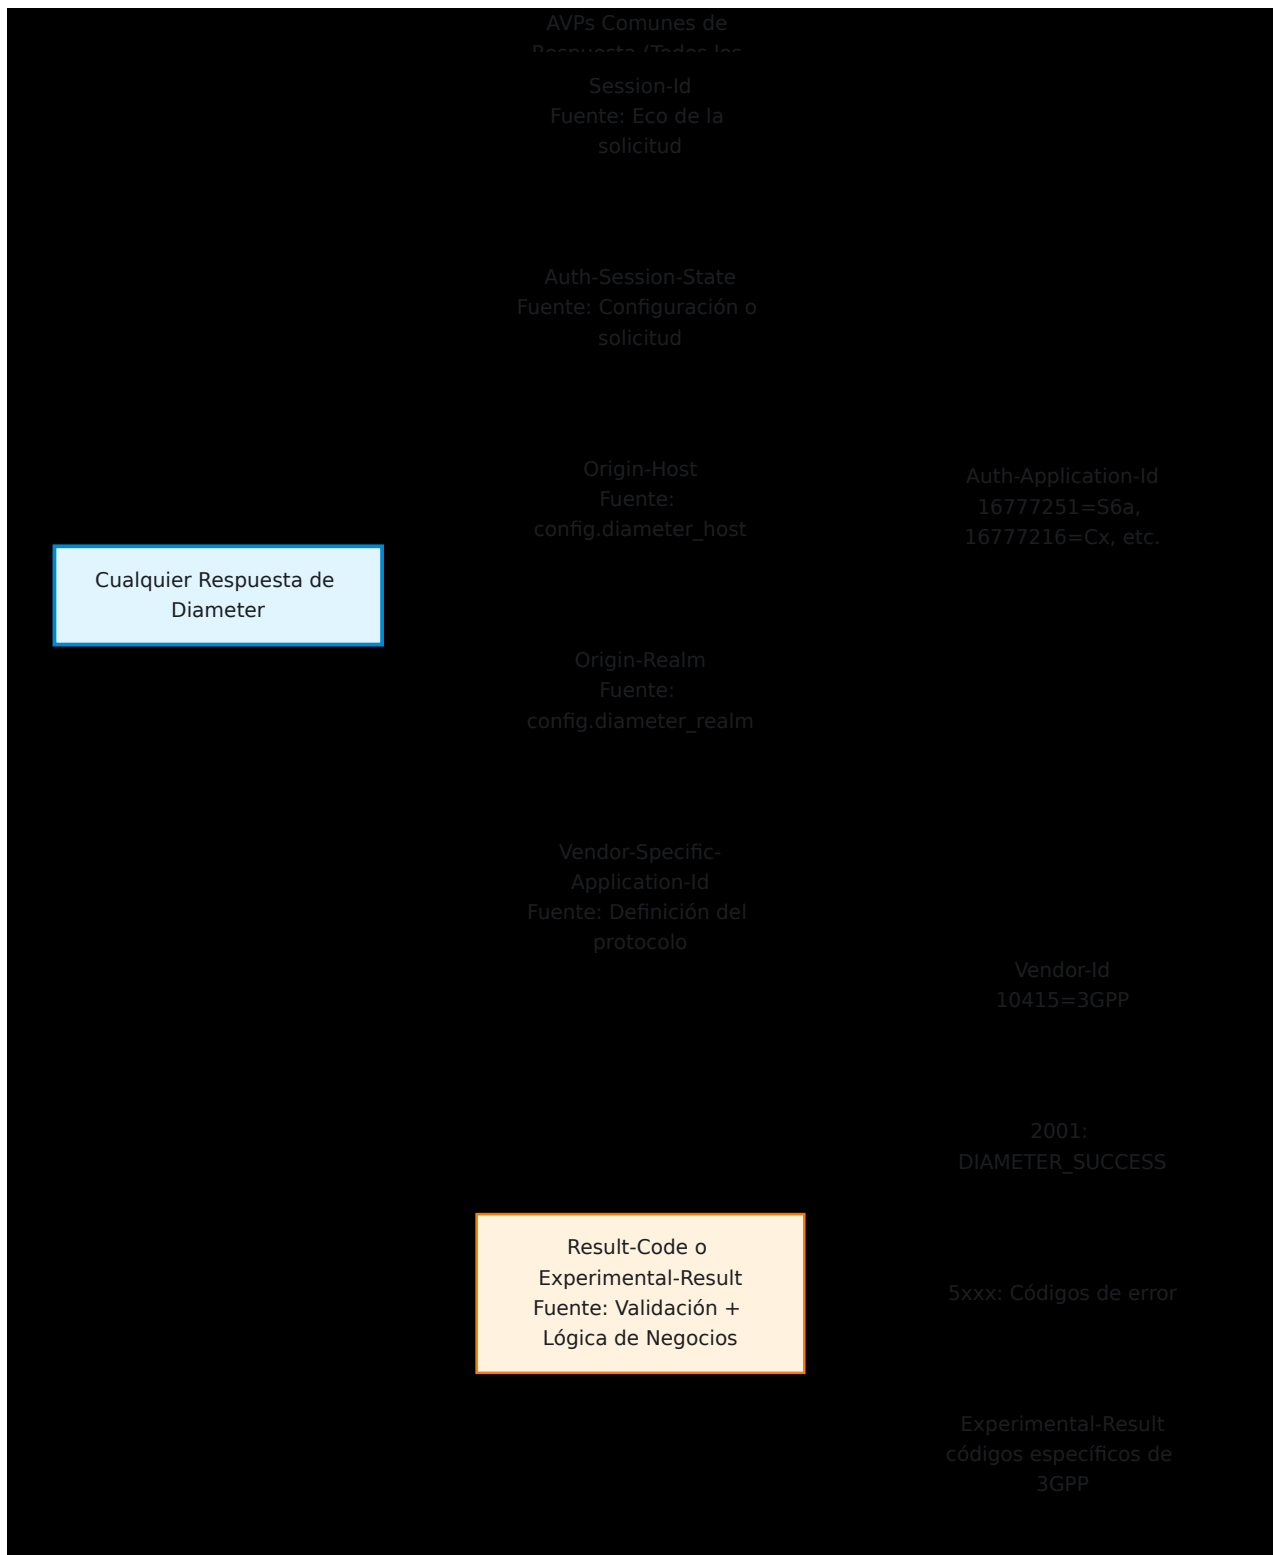 AVPs Comunes de
Respuesta (Todos los
Session-Id
Fuente: Eco de la
solicitud
Auth-Session-State
Fuente: Configuración o
solicitud
Origin-Host
Fuente:
config.diameter_host
Auth-Application-Id
16777251=S6a,
16777216=Cx, etc.
Cualquier Respuesta de
Diameter
Origin-Realm
Fuente:
config.diameter_realm
Vendor-Specific-
Application-Id
Fuente: Definición del
protocolo
Vendor-Id
10415=3GPP
2001:
DIAMETER_SUCCESS
Result-Code o
Experimental-Result
Fuente: Validación +
Lógica de Negocios
5xxx: Códigos de error
Experimental-Result
códigos específicos de
3GPP